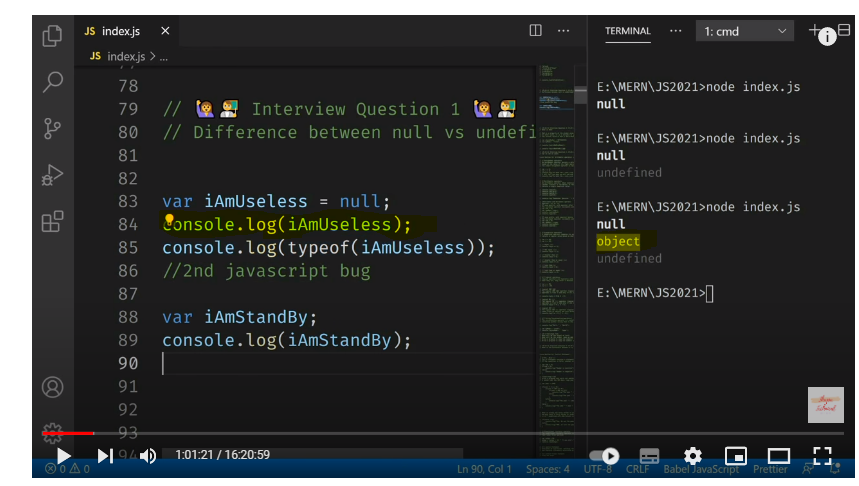 JS index.js ×
JS index.js > ...
78
79 // 🙋 👨‍🏫 Interview Question 1 🙋 👨‍🏫
80 // Difference between null vs undefi
81
82
83 var iAmUseless = null;
84 console.log(iAmUseless);
85 console.log(typeof(iAmUseless));
86 //2nd javascript bug
87
88 var iAmStandBy;
89 console.log(iAmStandBy);
90
91
92
93
94
TERMINAL ··· 1: cmd
E:\MERN\JS2021>node index.js
null
E:\MERN\JS2021>node index.js
null
undefined
E:\MERN\JS2021>node index.js
null
object
undefined
E:\MERN\JS2021>
1:01:21 / 16:20:59
0 0 Ln 90, Col 1 Spaces: 4 UTF-8 CRLF Babel JavaScript Prettier